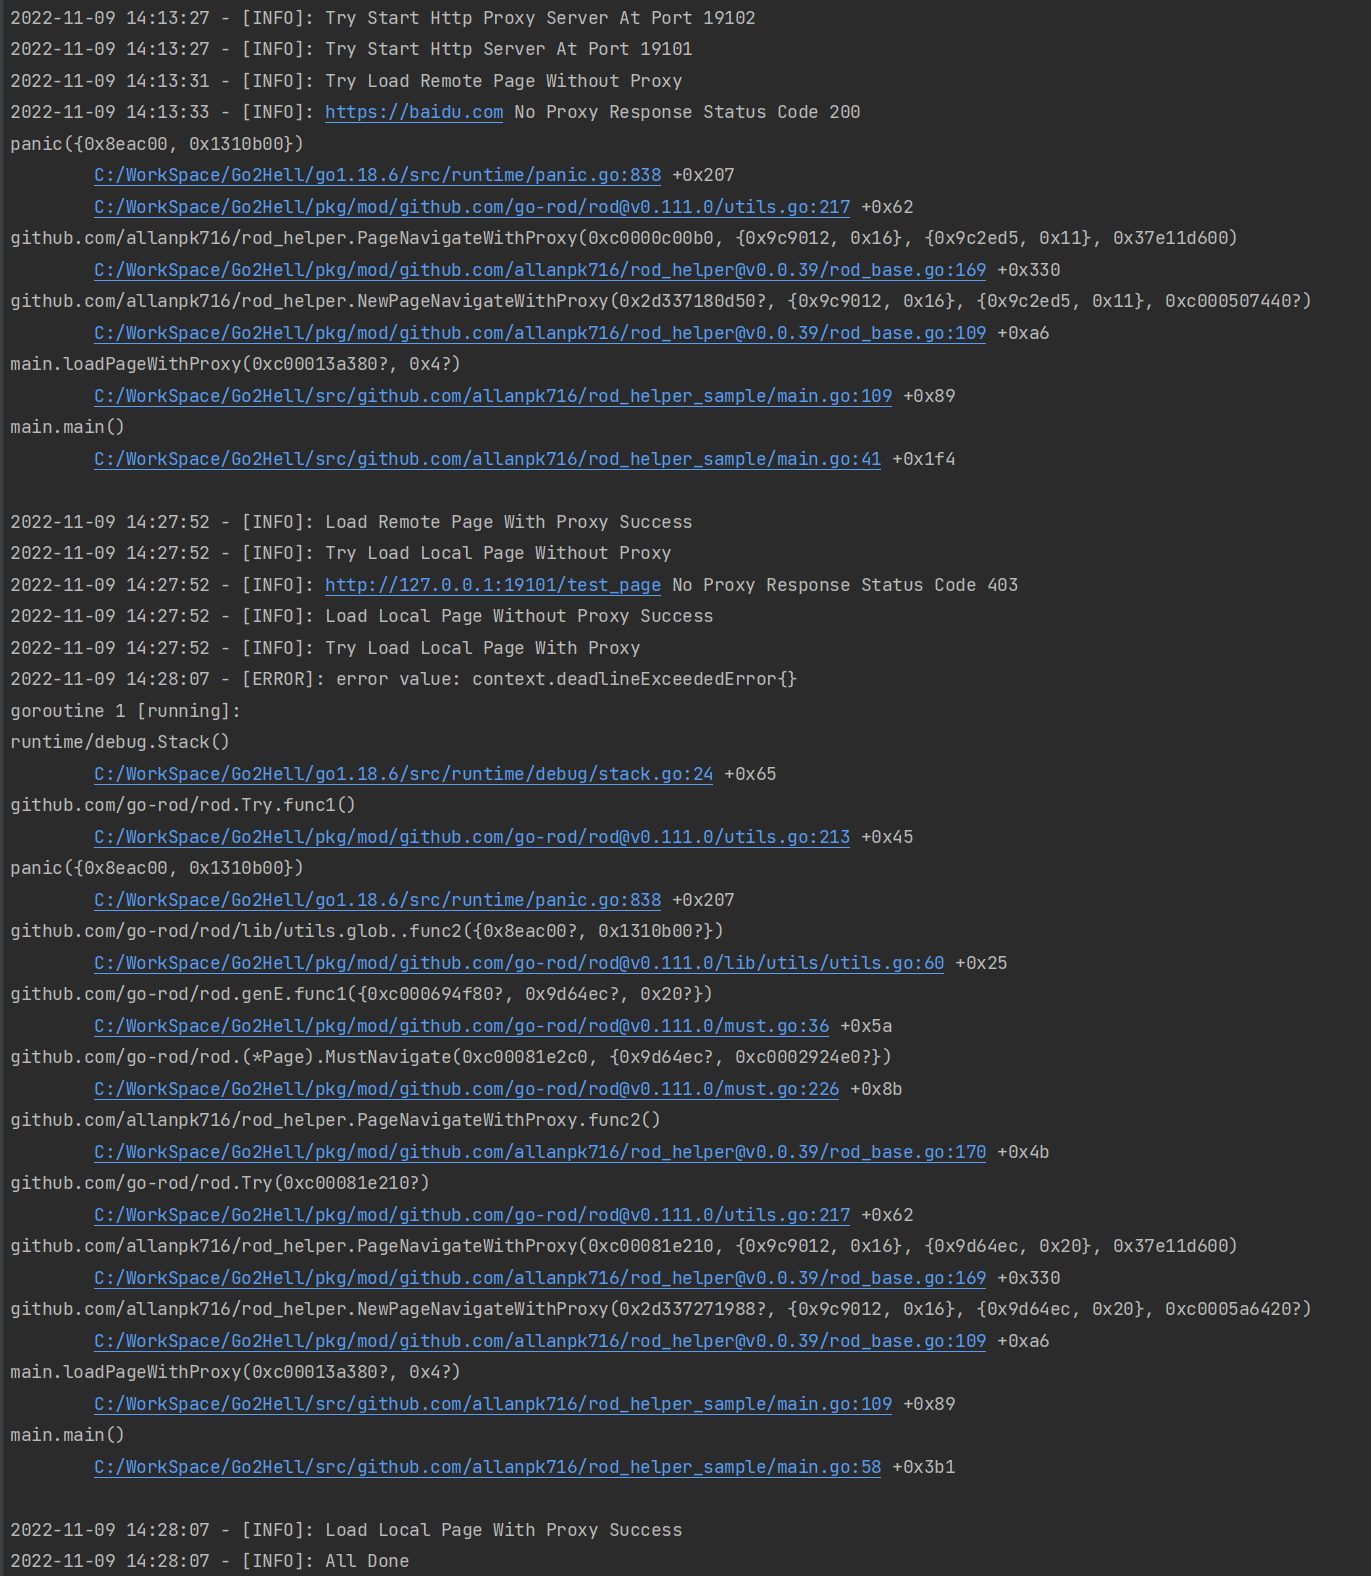 2022-11-09 14:13:27 - [INFO]: Try Start Http Proxy Server At Port 19102
2022-11-09 14:13:27 - [INFO]: Try Start Http Server At Port 19101
2022-11-09 14:13:31 - [INFO]: Try Load Remote Page Without Proxy
2022-11-09 14:13:33 - [INFO]: https://baidu.com No Proxy Response Status Code 200
panic({0x8eac00, 0x1310b00})
C:/WorkSpace/Go2Hell/go1.18.6/src/runtime/panic.go:838 +0x207
C:/WorkSpace/Go2Hell/pkg/mod/github.com/go-rod/rod@v0.111.0/utils.go:217 +0x62
github.com/allanpk716/rod_helper.PageNavigateWithProxy(0xc0000c00b0, {0x9c9012, 0x16}, {0x9c2ed5, 0x11}, 0x37e11d600)
C:/WorkSpace/Go2Hell/pkg/mod/github.com/allanpk716/rod_helper@v0.0.39/rod_base.go:169 +0x330
github.com/allanpk716/rod_helper.NewPageNavigateWithProxy(0x2d337180d50?, {0x9c9012, 0x16}, {0x9c2ed5, 0x11}, 0xc000507440?)
C:/WorkSpace/Go2Hell/pkg/mod/github.com/allanpk716/rod_helper@v0.0.39/rod_base.go:109 +0xa6
main.loadPageWithProxy(0xc00013a380?, 0x4?)
C:/WorkSpace/Go2Hell/src/github.com/allanpk716/rod_helper_sample/main.go:109 +0x89
main.main()
C:/WorkSpace/Go2Hell/src/github.com/allanpk716/rod_helper_sample/main.go:41 +0x1f4
2022-11-09 14:27:52 - [INFO]: Load Remote Page With Proxy Success
2022-11-09 14:27:52 - [INFO]: Try Load Local Page Without Proxy
2022-11-09 14:27:52 - [INFO]: http://127.0.0.1:19101/test_page No Proxy Response Status Code 403
2022-11-09 14:27:52 - [INFO]: Load Local Page Without Proxy Success
2022-11-09 14:27:52 - [INFO]: Try Load Local Page With Proxy
2022-11-09 14:28:07 - [ERROR]: error value: context.deadlineExceededError{}
goroutine 1 [running]:
runtime/debug.Stack()
C:/WorkSpace/Go2Hell/go1.18.6/src/runtime/debug/stack.go:24 +0x65
github.com/go-rod/rod.Try.func1()
C:/WorkSpace/Go2Hell/pkg/mod/github.com/go-rod/rod@v0.111.0/utils.go:213 +0x45
panic({0x8eac00, 0x1310b00})
C:/WorkSpace/Go2Hell/go1.18.6/src/runtime/panic.go:838 +0x207
github.com/go-rod/rod/lib/utils.glob..func2({0x8eac00?, 0x1310b00?})
C:/WorkSpace/Go2Hell/pkg/mod/github.com/go-rod/rod@v0.111.0/lib/utils/utils.go:60 +0x25
github.com/go-rod/rod.genE.func1({0xc000694f80?, 0x9d64ec?, 0x20?})
C:/WorkSpace/Go2Hell/pkg/mod/github.com/go-rod/rod@v0.111.0/must.go:36 +0x5a
github.com/go-rod/rod.(*Page).MustNavigate(0xc00081e2c0, {0x9d64ec?, 0xc0002924e0?})
C:/WorkSpace/Go2Hell/pkg/mod/github.com/go-rod/rod@v0.111.0/must.go:226 +0x8b
github.com/allanpk716/rod_helper.PageNavigateWithProxy.func2()
C:/WorkSpace/Go2Hell/pkg/mod/github.com/allanpk716/rod_helper@v0.0.39/rod_base.go:170 +0x4b
github.com/go-rod/rod.Try(0xc00081e210?)
C:/WorkSpace/Go2Hell/pkg/mod/github.com/go-rod/rod@v0.111.0/utils.go:217 +0x62
github.com/allanpk716/rod_helper.PageNavigateWithProxy(0xc00081e210, {0x9c9012, 0x16}, {0x9d64ec, 0x20}, 0x37e11d600)
C:/WorkSpace/Go2Hell/pkg/mod/github.com/allanpk716/rod_helper@v0.0.39/rod_base.go:169 +0x330
github.com/allanpk716/rod_helper.NewPageNavigateWithProxy(0x2d337271988?, {0x9c9012, 0x16}, {0x9d64ec, 0x20}, 0xc0005a6420?)
C:/WorkSpace/Go2Hell/pkg/mod/github.com/allanpk716/rod_helper@v0.0.39/rod_base.go:109 +0xa6
main.loadPageWithProxy(0xc00013a380?, 0x4?)
C:/WorkSpace/Go2Hell/src/github.com/allanpk716/rod_helper_sample/main.go:109 +0x89
main.main()
C:/WorkSpace/Go2Hell/src/github.com/allanpk716/rod_helper_sample/main.go:58 +0x3b1
2022-11-09 14:28:07 - [INFO]: Load Local Page With Proxy Success
2022-11-09 14:28:07 - [INFO]: All Done